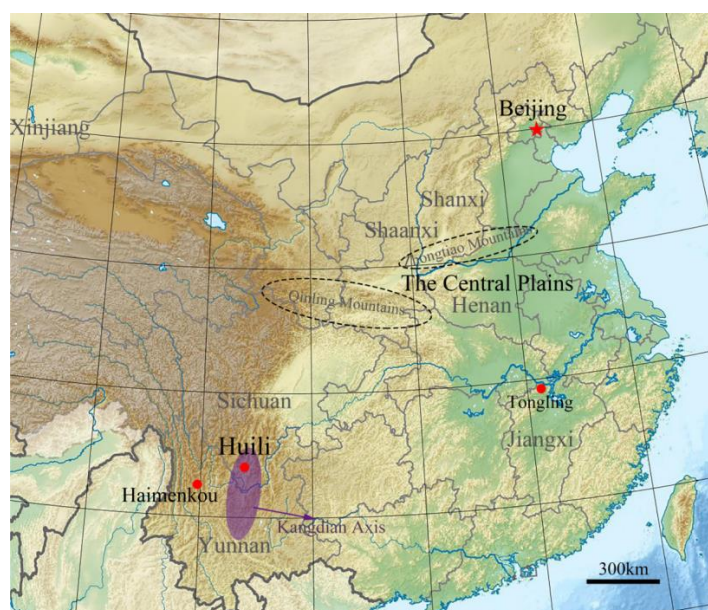 Beijing
Xinjiang
Shanxi
Shaanxi
Zhongtiao Mountains
The Central Plains
Qinling Mountains
Henan
Sichuan
Tongling
Jiangxi
Huili
Haimenkou
Kangdian Axis
Yunnan
300km